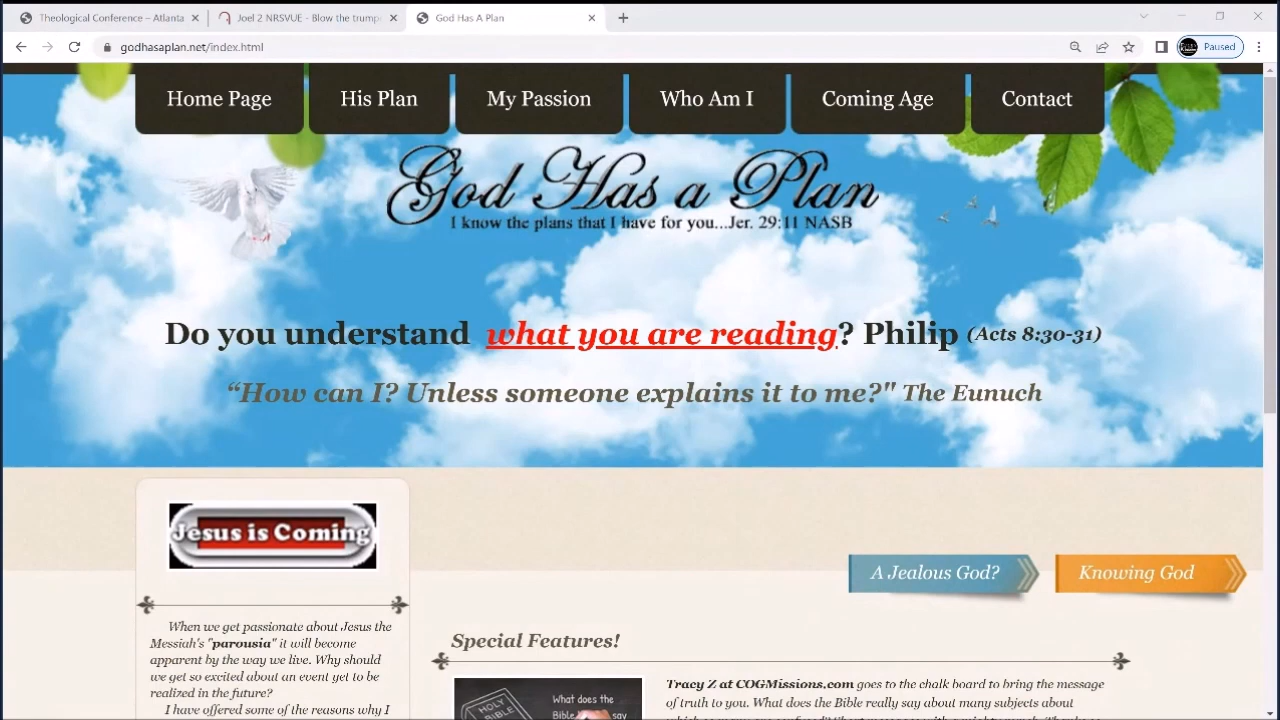 Theological Conference – Atlanta
Joel 2 NRSVUE - Blow the trump
God Has A Plan
godhasaplan.net/index.html
Paused
Home Page
His Plan
My Passion
Who Am I
Coming Age
Contact
God Has a Plan
I know the plans that I have for you...Jer. 29:11 NASB
Do you understand what you are reading? Philip (Acts 8:30-31)
“How can I? Unless someone explains it to me?" The Eunuch
Jesus is Coming
A Jealous God?
Knowing God
When we get passionate about Jesus the
Messiah's "parousia" it will become
apparent by the way we live. Why should
we get so excited about an event yet to be
realized in the future?
I have offered some of the reasons why I
Special Features!
HOLY
BIBLE
What does the
Bible say
Tracy Z at COGMissions.com goes to the chalk board to bring the message
of truth to you. What does the Bible really say about many subjects about